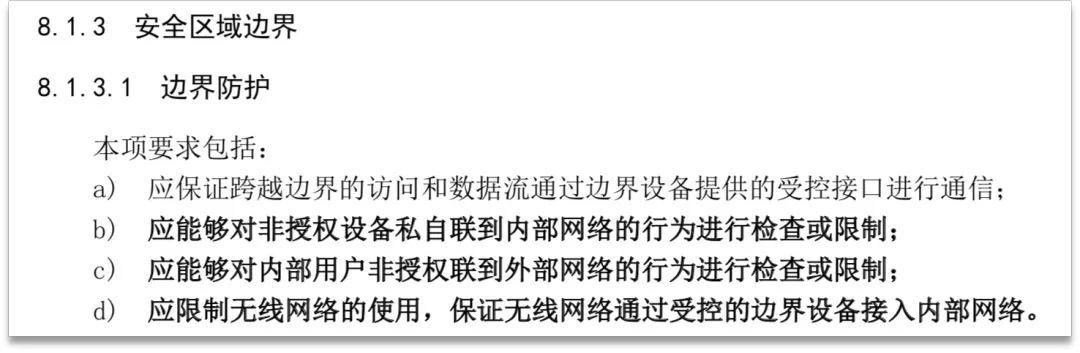 8.1.3 安全区域边界
8.1.3.1 边界防护
本项要求包括:
a) 应保证跨越边界的访问和数据流通过边界设备提供的受控接口进行通信;
b) 应能够对非授权设备私自联到内部网络的行为进行检查或限制;
c) 应能够对内部用户非授权联到外部网络的行为进行检查或限制;
d) 应限制无线网络的使用，保证无线网络通过受控的边界设备接入内部网络。